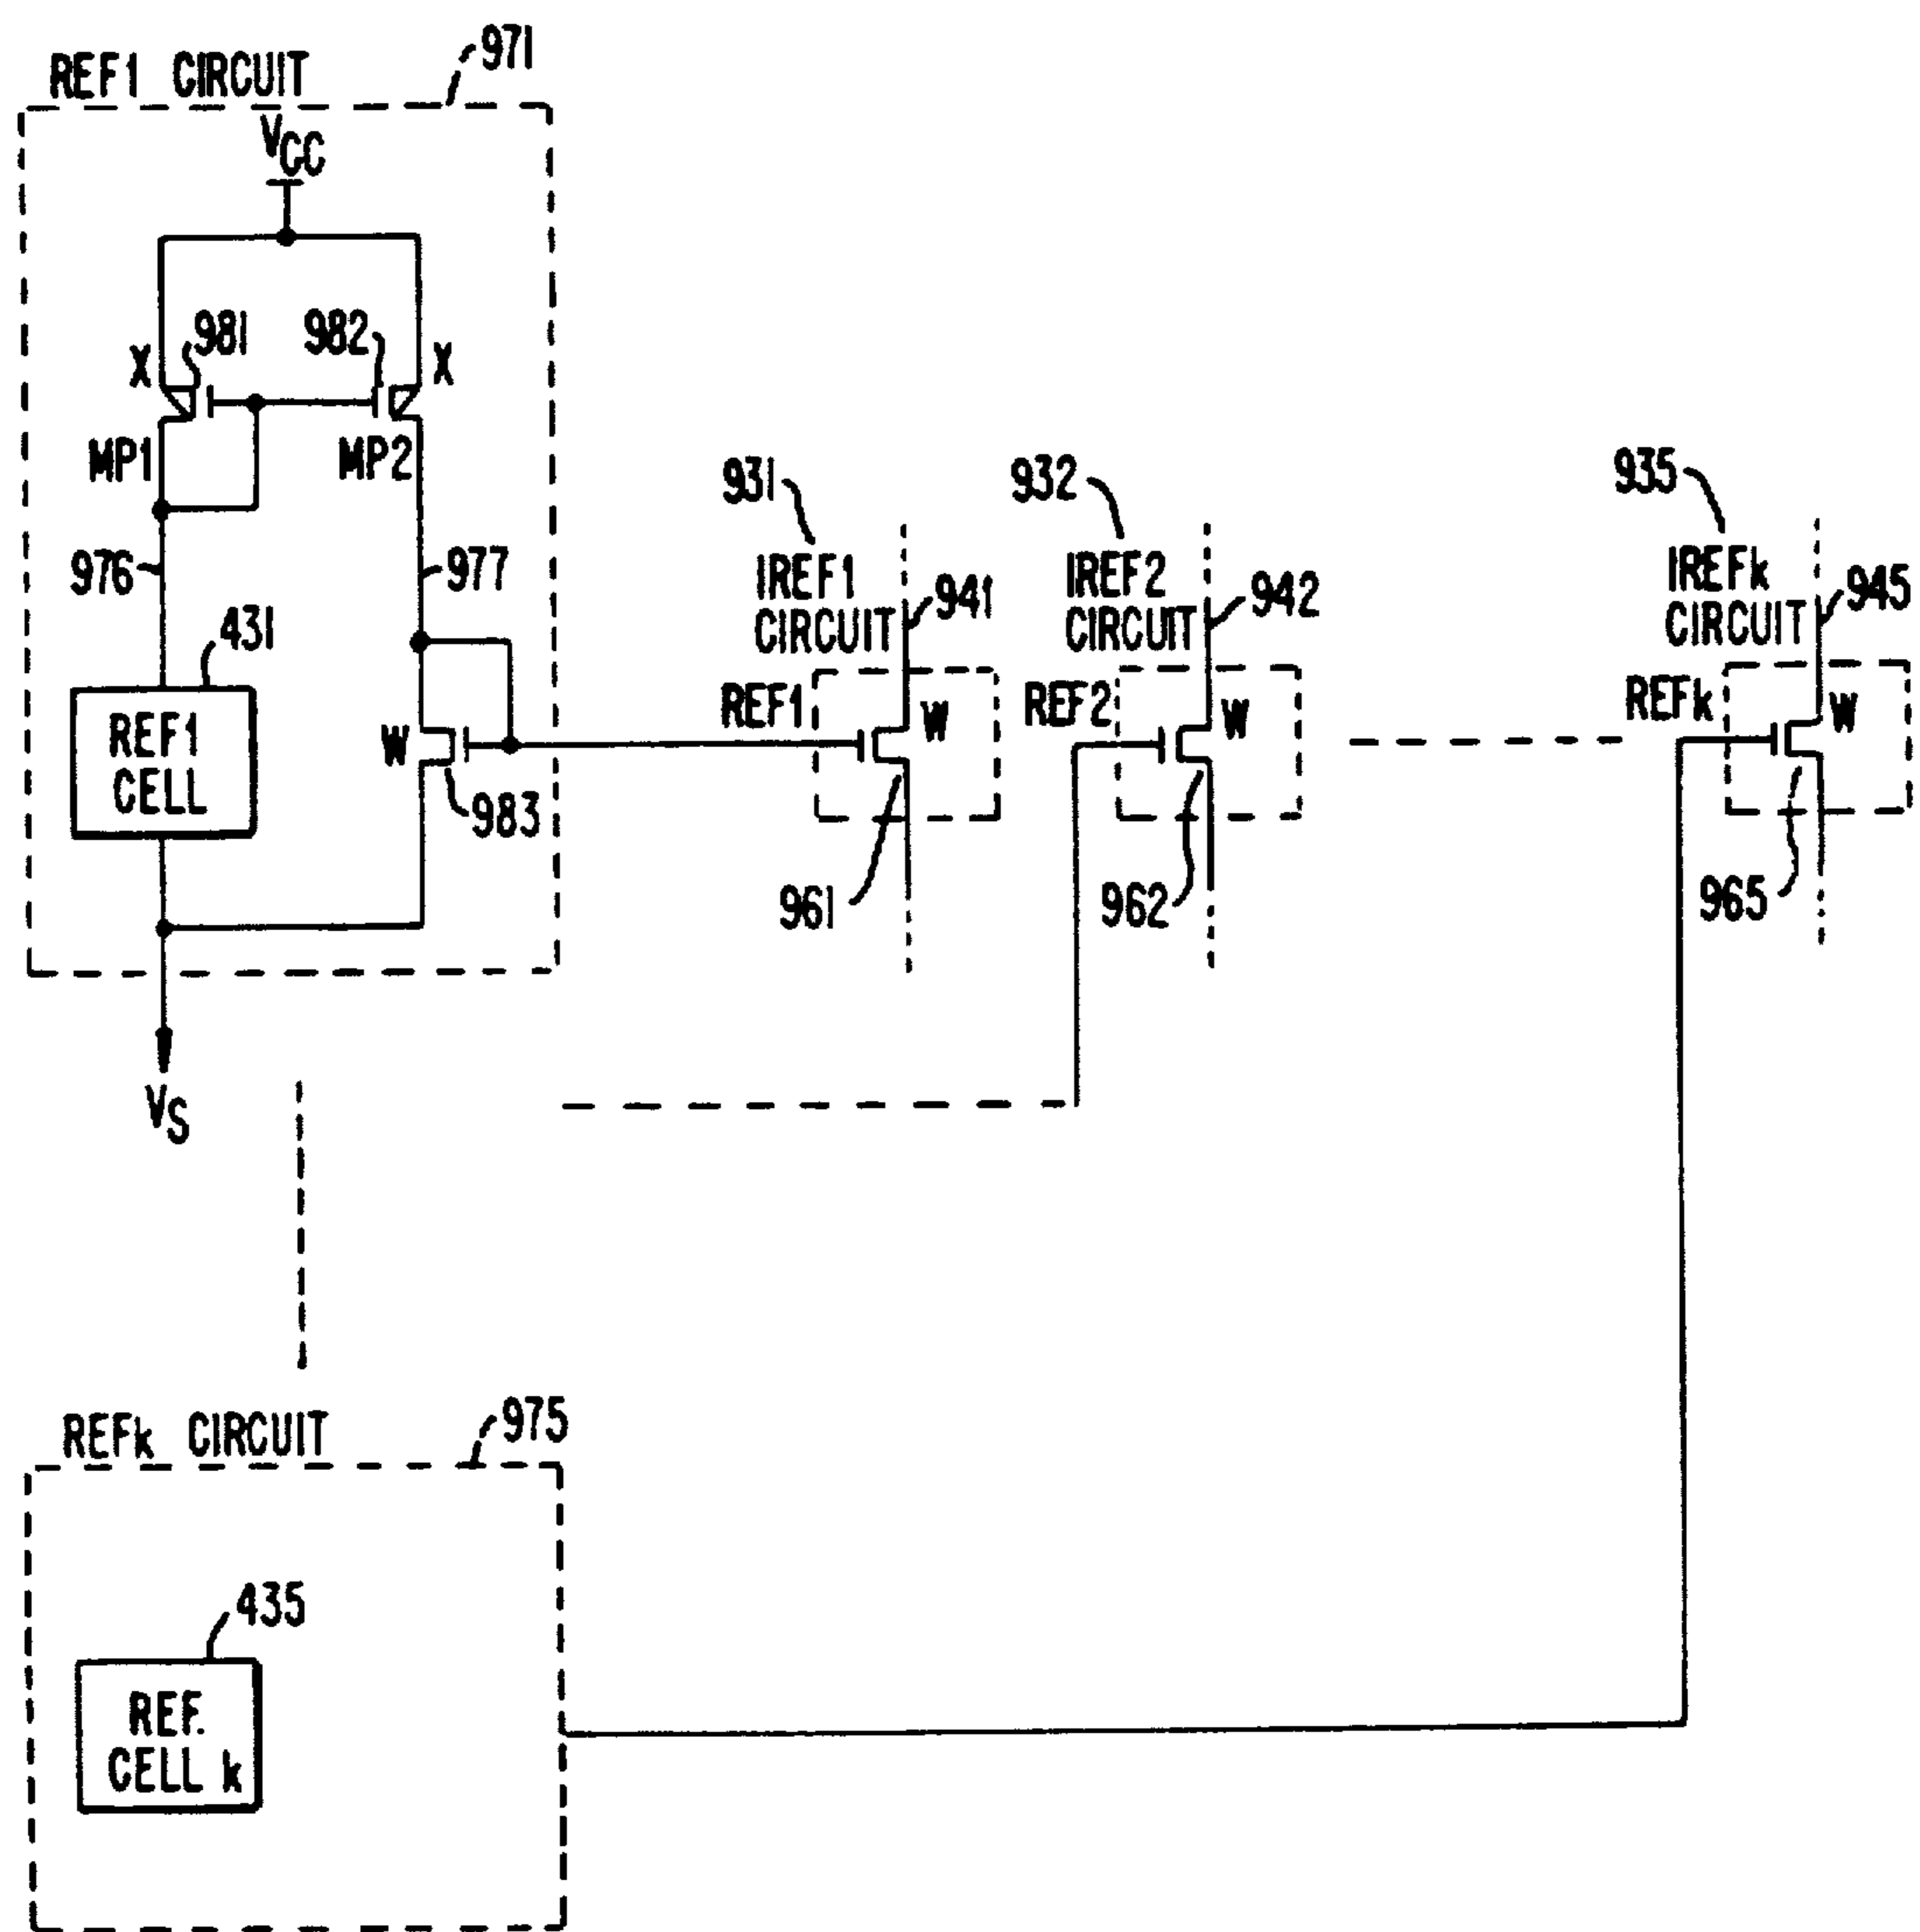 REF1 CIRCUIT
971
VCC
981
982
X
X
MP1
MP2
976
977
431
REF1
CELL
W
983
VS
931
IREF1
CIRCUIT
941
REF1
W
961
932
IREF2
CIRCUIT
942
REF2
W
962
935
IREFk
CIRCUIT
945
REFk
W
965
REFk CIRCUIT
975
435
REF.
CELL k